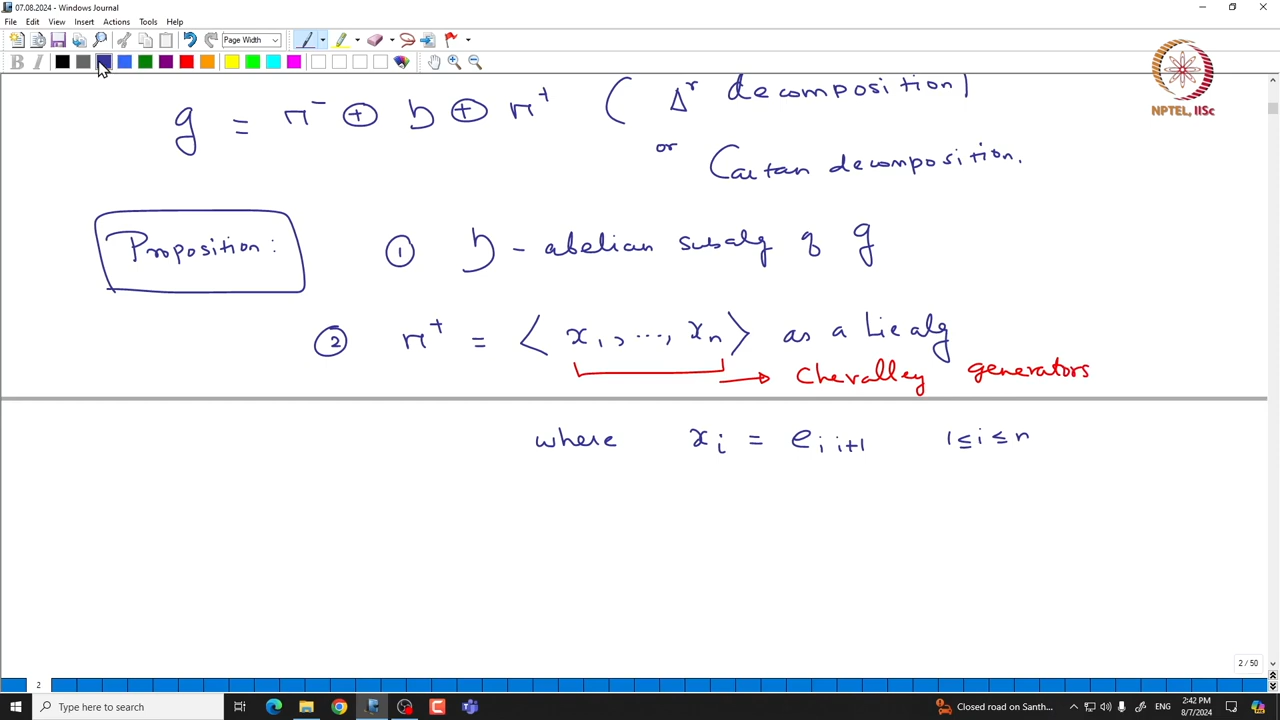 07.08.2024 - Windows Journal
File Edit View Insert Actions Tools Help
Page Width
B I
NPTEL, IISc
g = n⁻ ⊕ h ⊕ n⁺ ( Δʳ decomposition)
or Cartan decomposition.
Proposition: ① h - abelian subalg of g
② n⁺ = ⟨ x₁, ..., xₙ ⟩ as a Lie alg
→ Chevalley generators
where xᵢ = eᵢ ᵢ₊₁ 1≤i≤n
2 / 50
2
Type here to search
Closed road on Santh...
ENG
2:42 PM
8/7/2024